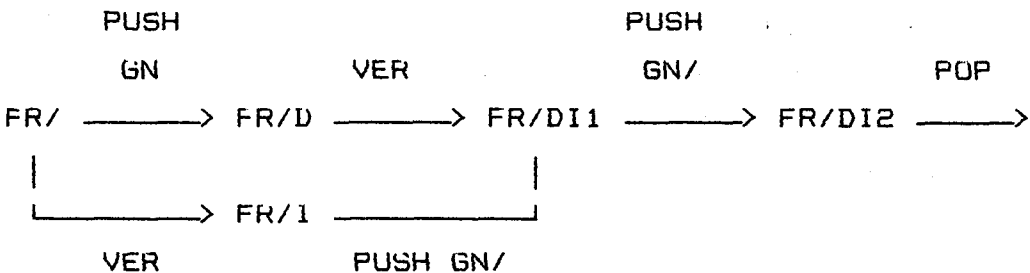 PUSH PUSH
GN VER GN/ POP
FR/ ————> FR/D ————> FR/DI1 ————> FR/DI2 ————>
| |
L————> FR/1 ————┘
VER PUSH GN/